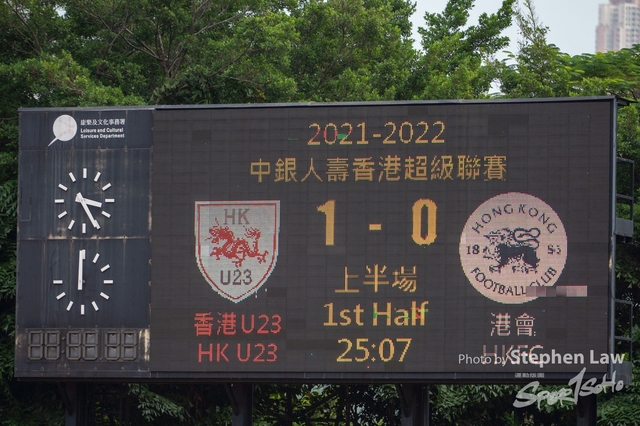 康樂及文化事務署
Leisure and Cultural
Services Department
2021-2022
中銀人壽香港超級聯賽
HK
U23
1 - 0
HONG KONG
18 85
FOOTBALL CLUB
上半場
1st Half
25:07
香港U23
HK U23
港會
HKFC
Photo by Stephen Law
SPORTSHO